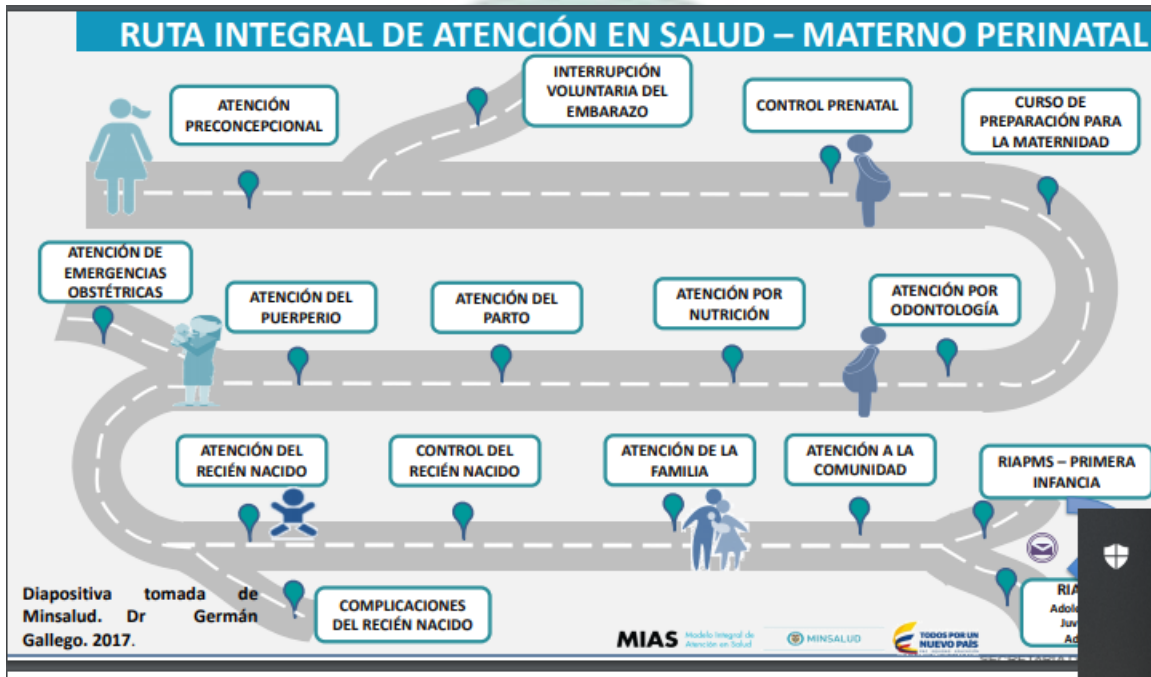 RUTA INTEGRAL DE ATENCIÓN EN SALUD – MATERNO PERINATAL
ATENCIÓN
PRECONCEPCIONAL
INTERRUPCIÓN
VOLUNTARIA DEL
EMBARAZO
CONTROL PRENATAL
CURSO DE
PREPARACIÓN PARA
LA MATERNIDAD
ATENCIÓN DE
EMERGENCIAS
OBSTÉTRICAS
ATENCIÓN DEL
PUERPERIO
ATENCIÓN DEL
PARTO
ATENCIÓN POR
NUTRICIÓN
ATENCIÓN POR
ODONTOLOGÍA
ATENCIÓN DEL
RECIÉN NACIDO
CONTROL DEL
RECIÉN NACIDO
ATENCIÓN DE LA
FAMILIA
ATENCIÓN A LA
COMUNIDAD
RIAPMS – PRIMERA
INFANCIA
COMPLICACIONES
DEL RECIÉN NACIDO
Diapositiva tomada de
Minsalud. Dr Germán
Gallego. 2017.
MIAS Modelo Integral de
Atención en Salud
MINSALUD
TODOS POR UN
NUEVO PAÍS